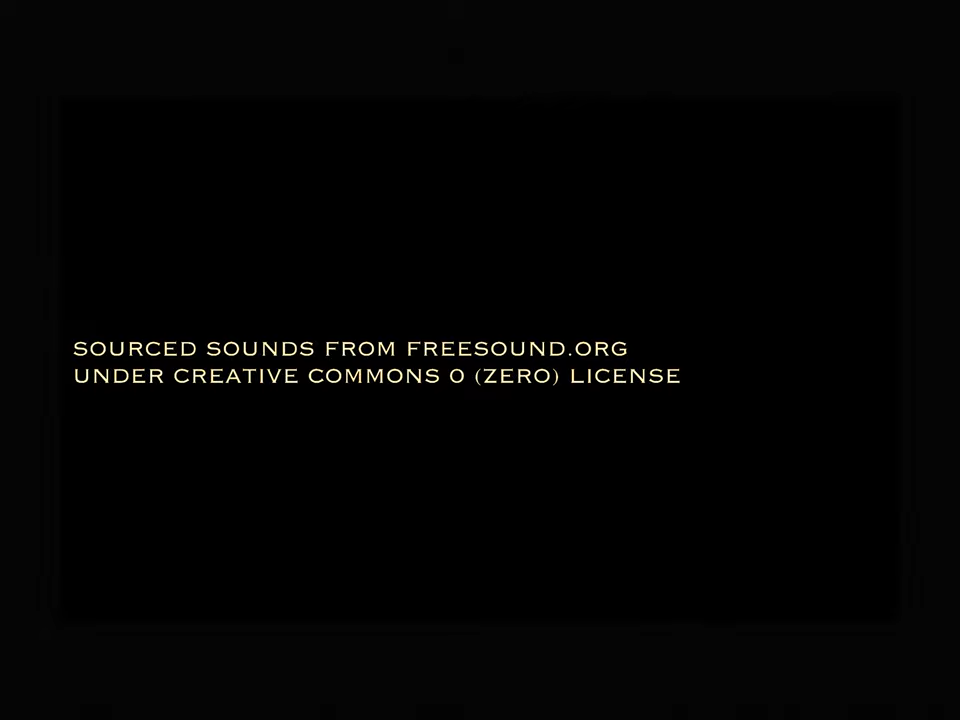 SOURCED SOUNDS FROM FREESOUND.ORG
UNDER CREATIVE COMMONS 0 (ZERO) LICENSE